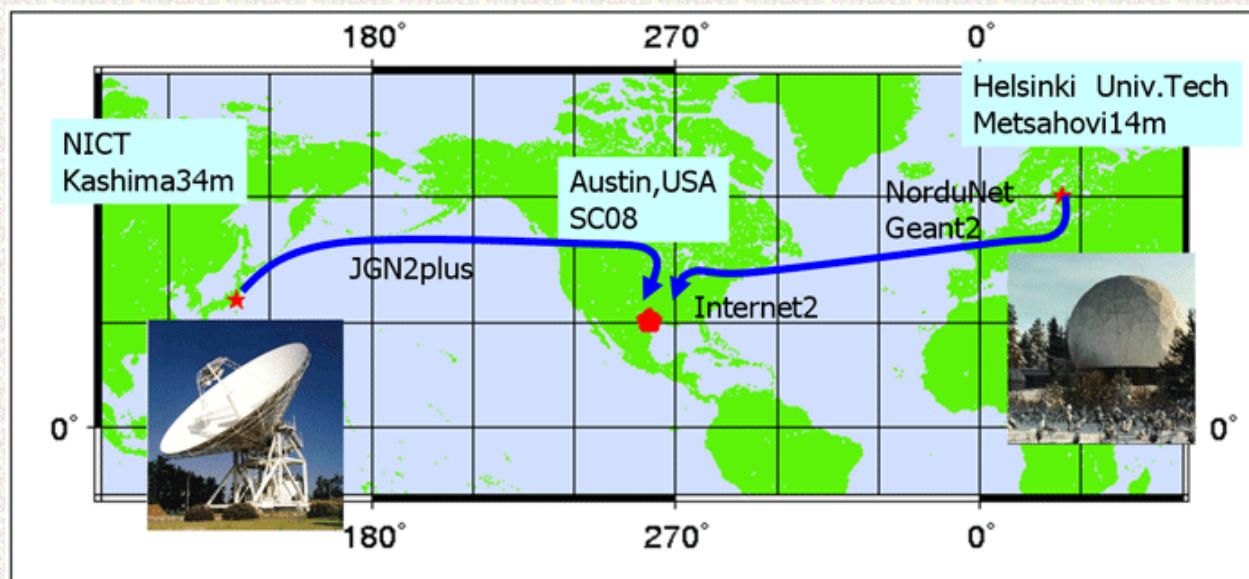 180° 270° 0°
NICT
Kashima34m
Austin,USA
SC08
Helsinki Univ.Tech
Metsahovi14m
NorduNet
Geant2
JGN2plus
Internet2
0° 0°
180° 270° 0°